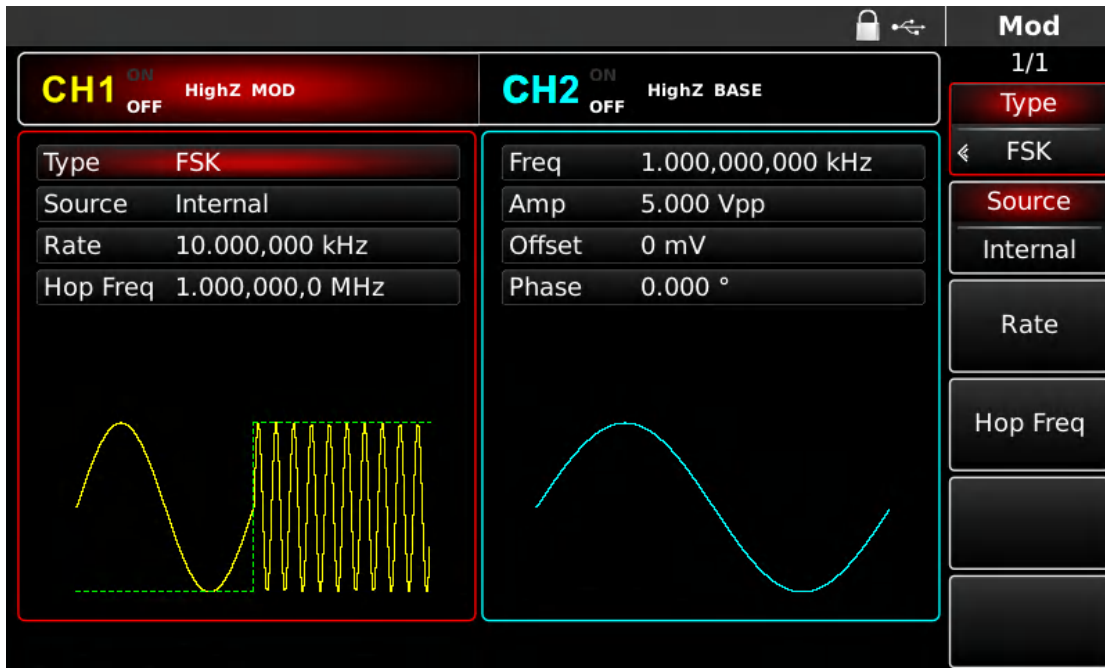 Mod
1/1
CH1 ON OFF HighZ MOD
CH2 ON OFF HighZ BASE
Type FSK
Source Internal
Rate 10.000,000 kHz
Hop Freq 1.000,000,0 MHz
Freq 1.000,000,000 kHz
Amp 5.000 Vpp
Offset 0 mV
Phase 0.000 °
Type
FSK
Source
Internal
Rate
Hop Freq